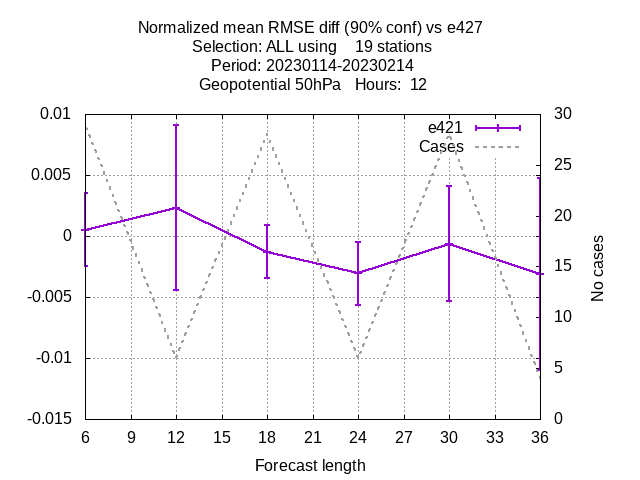 Normalized mean RMSE diff (90% conf) vs e427
Selection: ALL using    19 stations
Period: 20230114-20230214
Geopotential 50hPa   Hours:  12
0.01
0.005
0
-0.005
-0.01
-0.015
e421
Cases
30
25
20
15
10
5
0
No cases
6 9 12 15 18 21 24 27 30 33 36
Forecast length